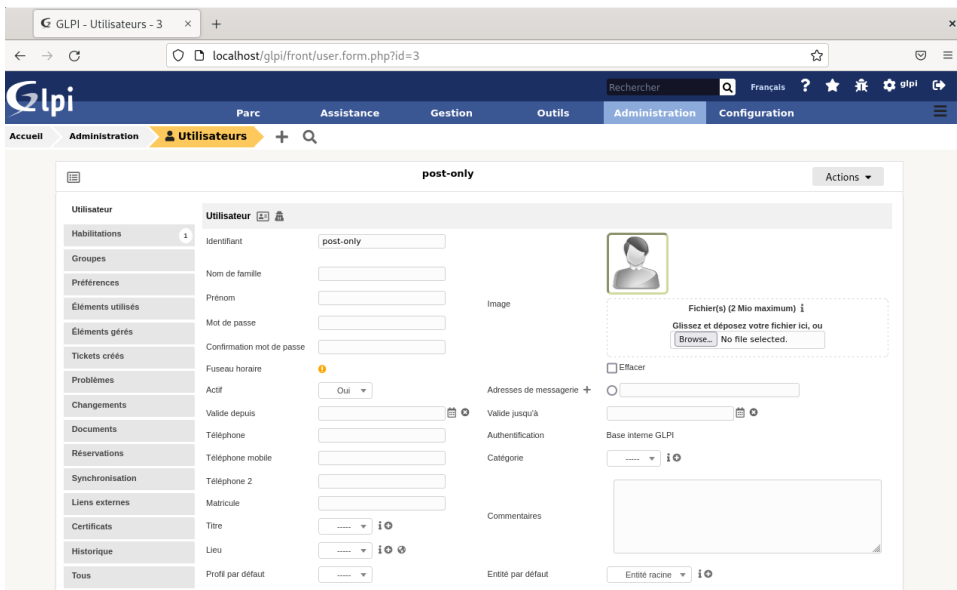 GLPI - Utilisateurs - 3
localhost/glpi/front/user.form.php?id=3
Glpi
Rechercher
Français
glpi
Parc Assistance Gestion Outils Administration Configuration
Accueil Administration Utilisateurs
post-only
Actions
Utilisateur
Habilitations 1
Groupes
Préférences
Éléments utilisés
Éléments gérés
Tickets créés
Problèmes
Changements
Documents
Réservations
Synchronisation
Liens externes
Certificats
Historique
Tous
Utilisateur
Identifiant post-only
Nom de famille
Prénom
Image
Fichier(s) (2 Mio maximum)
Glissez et déposez votre fichier ici, ou
Browse... No file selected.
Mot de passe
Confirmation mot de passe
Effacer
Fuseau horaire
Actif Oui Adresses de messagerie
Valide depuis Valide jusqu'à
Téléphone Authentification Base interne GLPI
Téléphone mobile Catégorie -----
Téléphone 2
Matricule
Commentaires
Titre -----
Lieu -----
Profil par défaut ----- Entité par défaut Entité racine